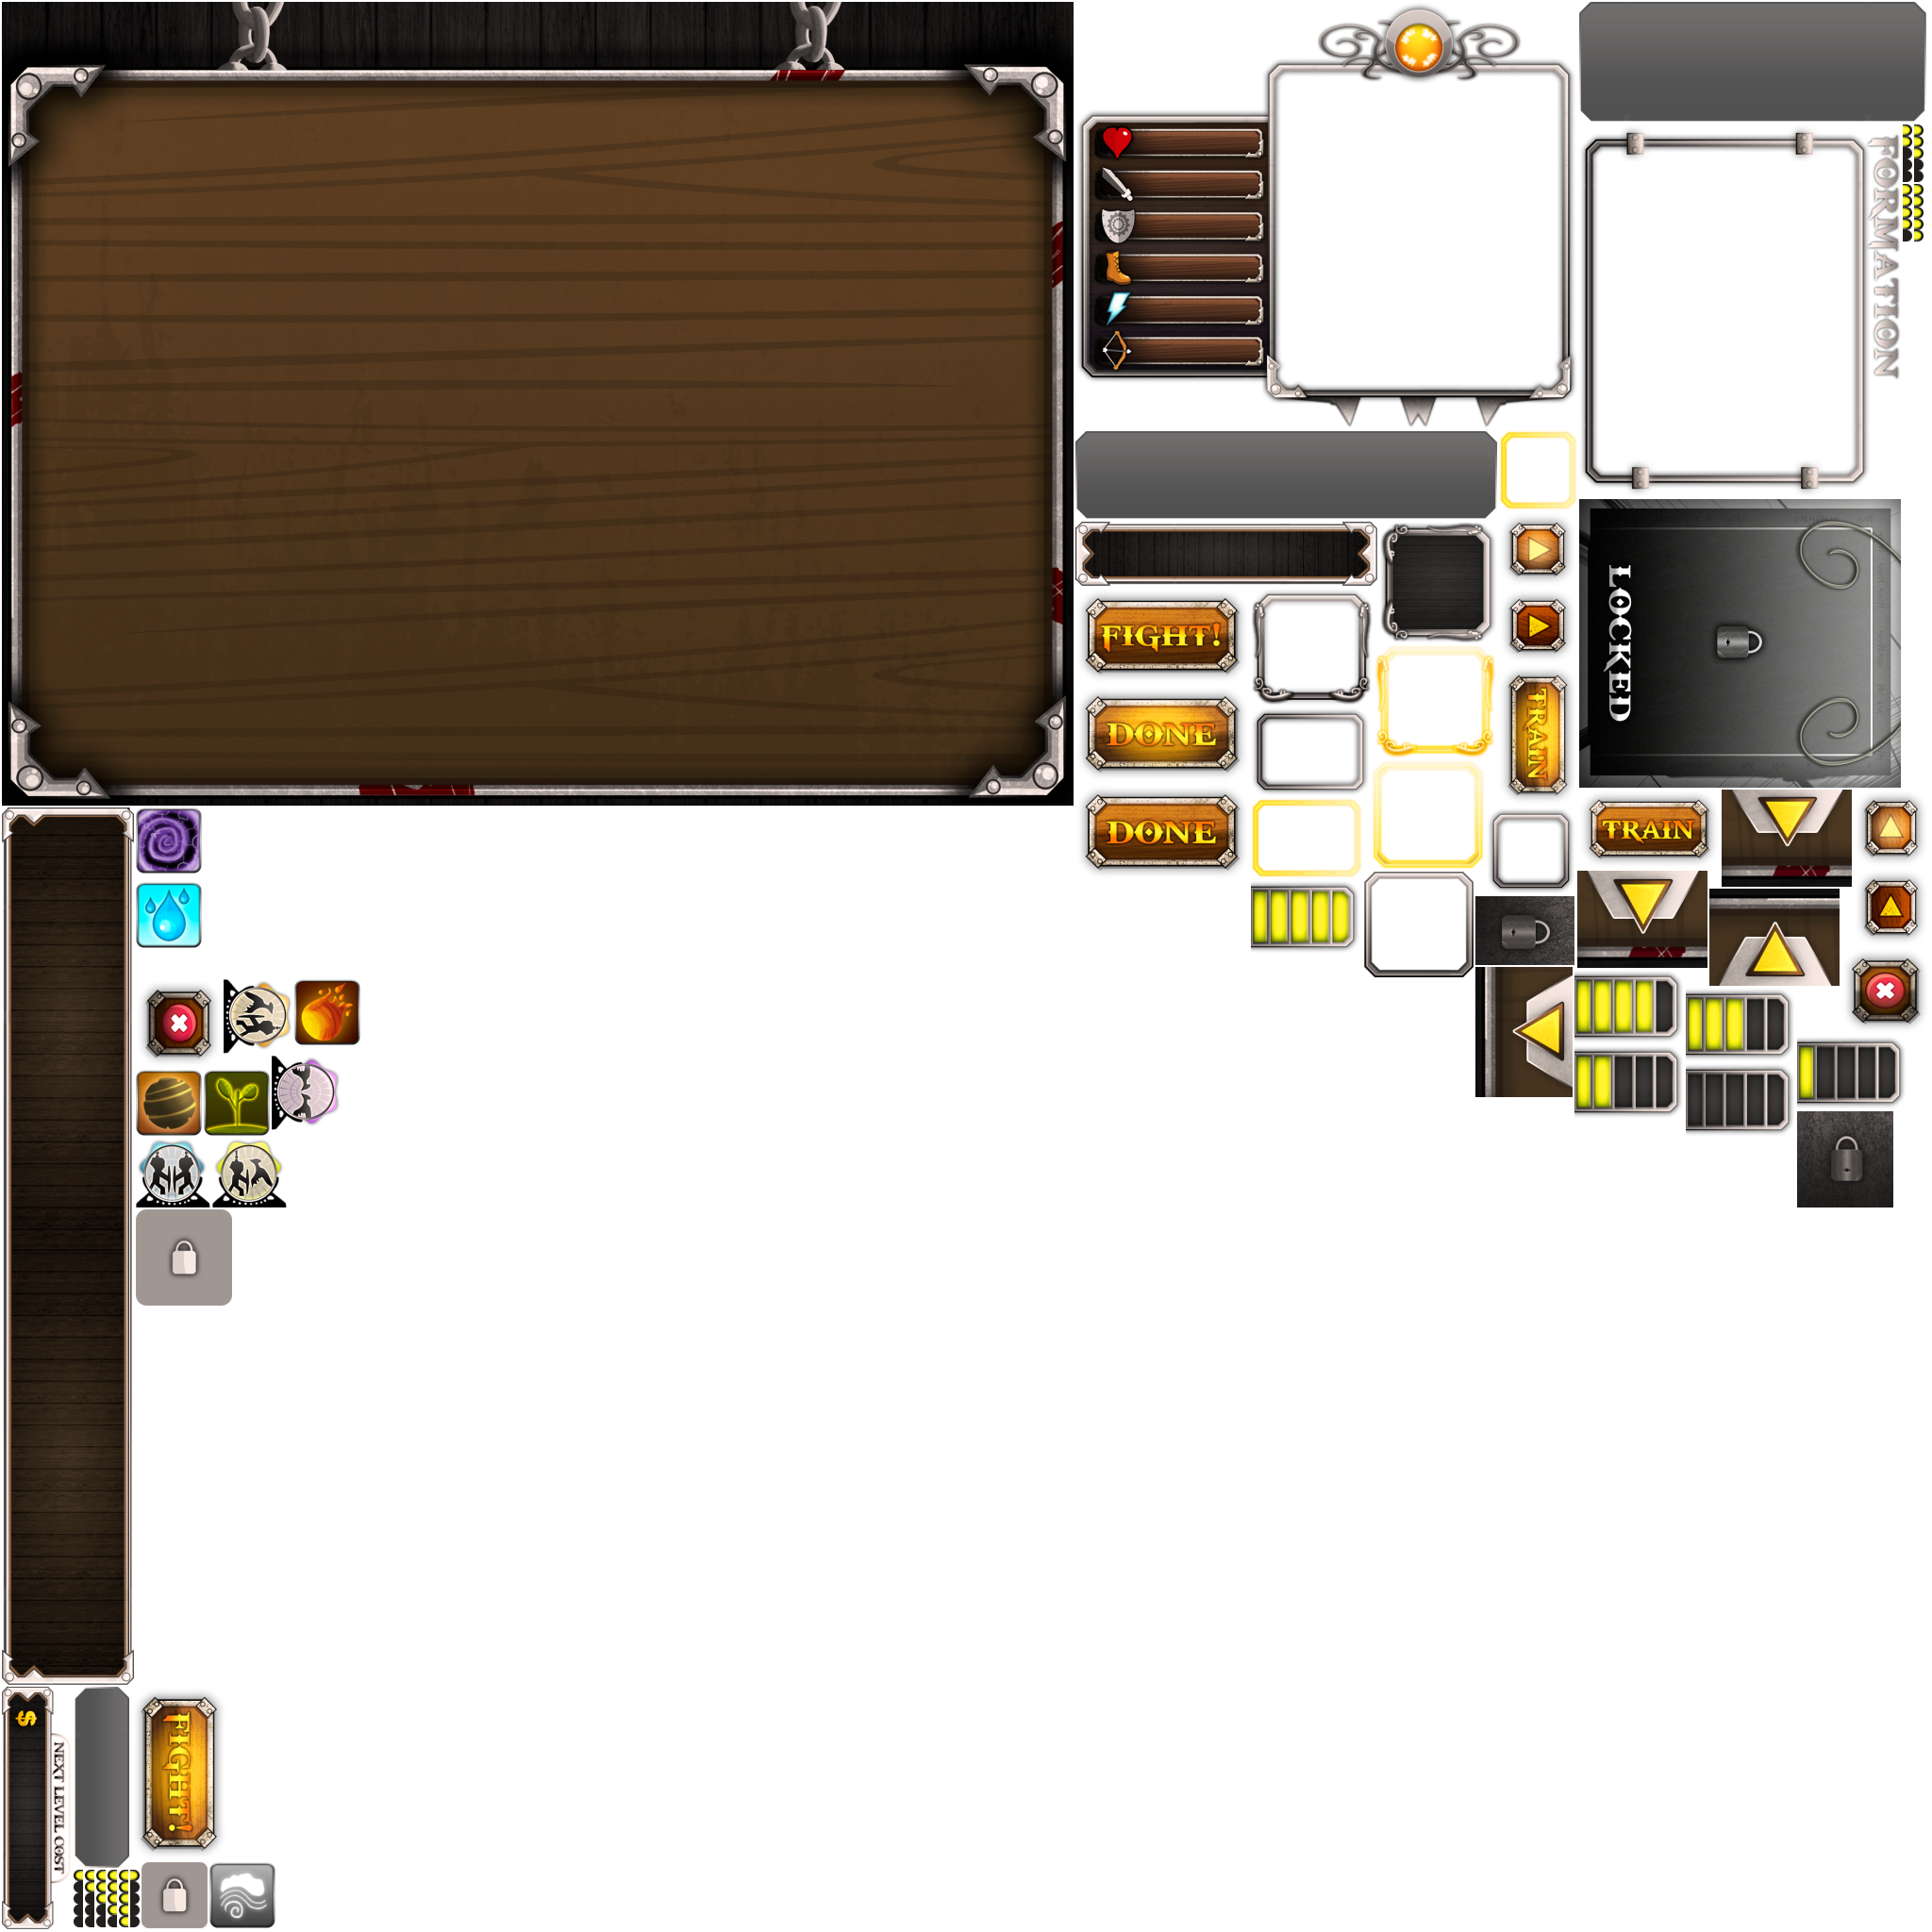 FORMATION
LOCKED
FIGHT!
TRAIN
DONE
TRAIN
DONE
$
NEXT LEVEL COST
FIGHT!